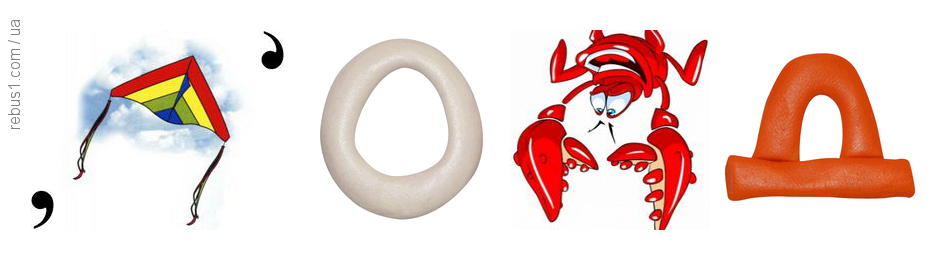 rebus1.com/ua
, , О Д